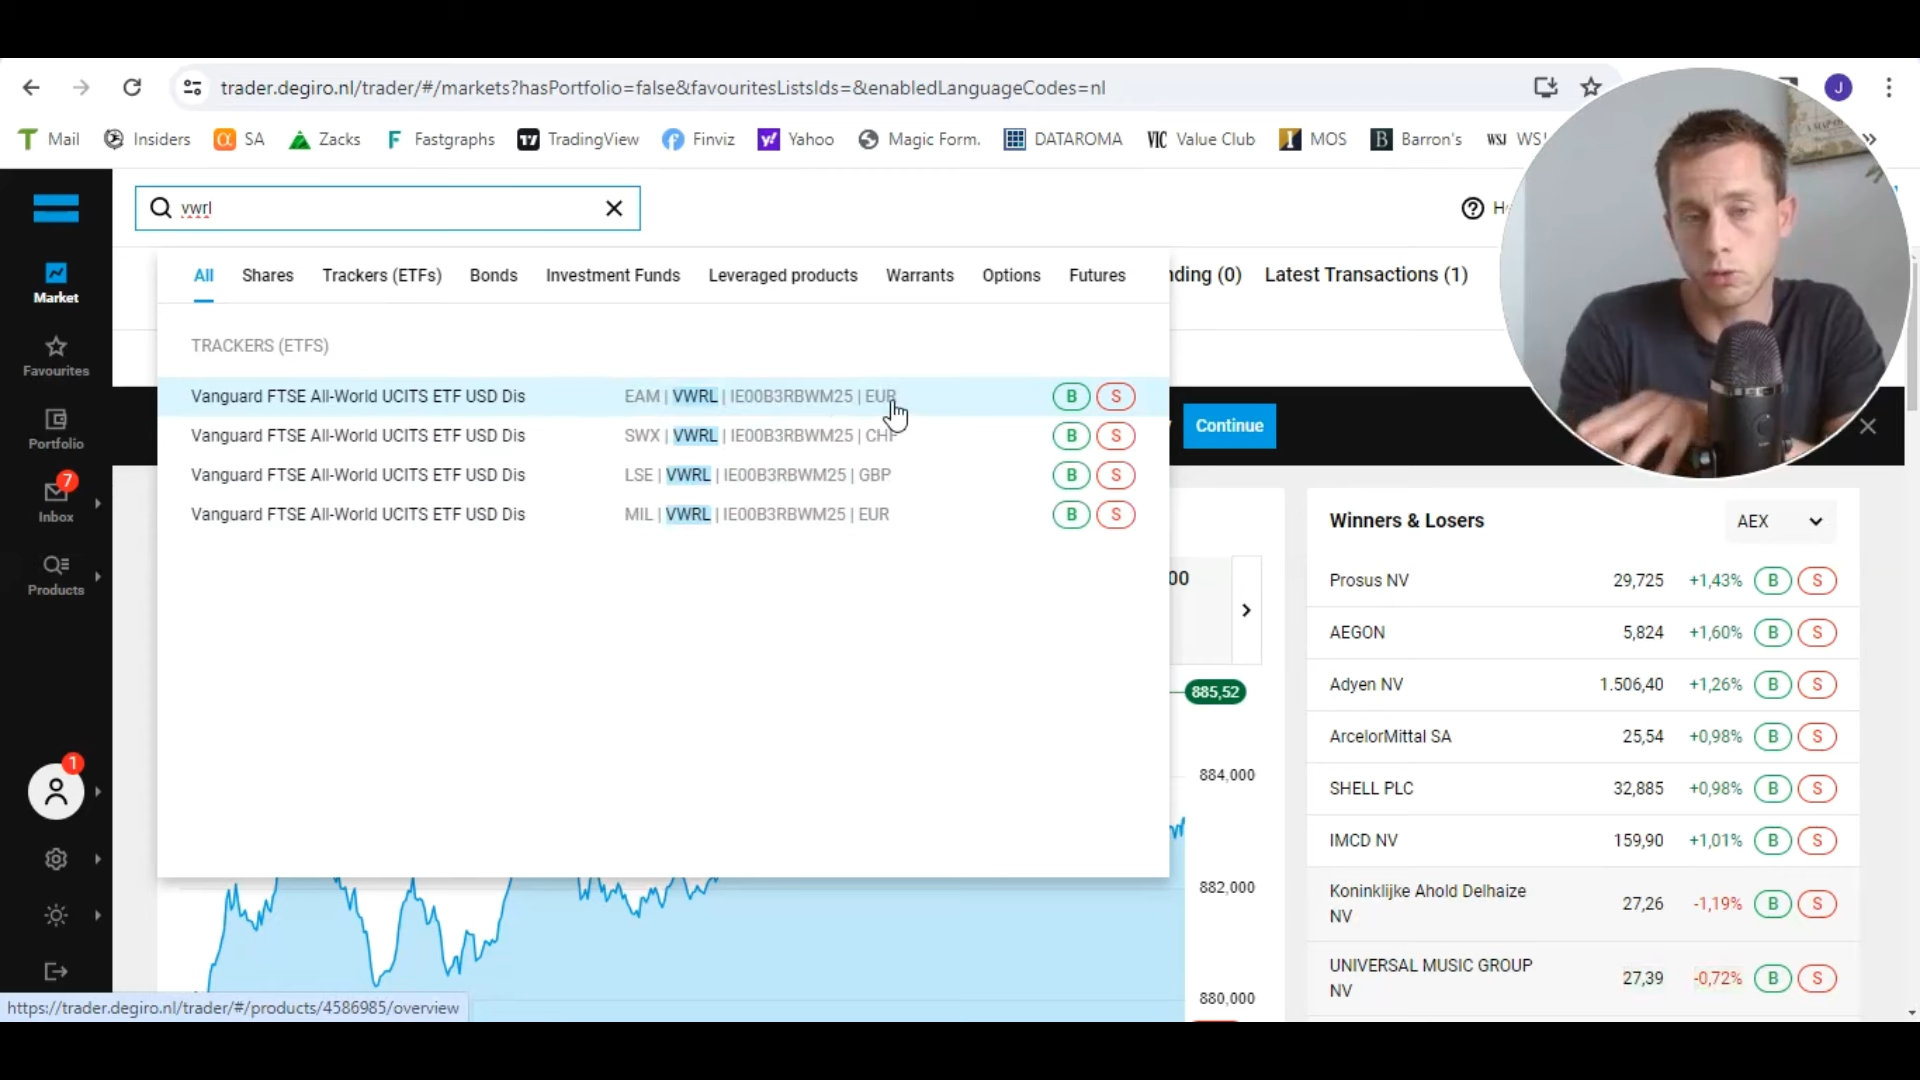 trader.degiro.nl/trader/#/markets?hasPortfolio=false&favouritesListsIds=&enabledLanguageCodes=nl
J
Mail Insiders SA Zacks Fastgraphs TradingView Finviz Yahoo Magic Form. DATAROMA VIC Value Club MOS B Barron's WSJ WS
vwrl
Market
Favourites
Portfolio
7
Inbox
Products
1
All Shares Trackers (ETFs) Bonds Investment Funds Leveraged products Warrants Options Futures
nding (0) Latest Transactions (1)
TRACKERS (ETFS)
Vanguard FTSE All-World UCITS ETF USD Dis EAM | VWRL | IE00B3RBWM25 | EUR B S
Vanguard FTSE All-World UCITS ETF USD Dis SWX | VWRL | IE00B3RBWM25 | CHF B S
Vanguard FTSE All-World UCITS ETF USD Dis LSE | VWRL | IE00B3RBWM25 | GBP B S
Vanguard FTSE All-World UCITS ETF USD Dis MIL | VWRL | IE00B3RBWM25 | EUR B S
Continue
00
885,52
884,000
882,000
880,000
Winners & Losers AEX
Prosus NV 29,725 +1,43% B S
AEGON 5,824 +1,60% B S
Adyen NV 1.506,40 +1,26% B S
ArcelorMittal SA 25,54 +0,98% B S
SHELL PLC 32,885 +0,98% B S
IMCD NV 159,90 +1,01% B S
Koninklijke Ahold Delhaize
NV 27,26 -1,19% B S
UNIVERSAL MUSIC GROUP
NV 27,39 -0,72% B S
https://trader.degiro.nl/trader/#/products/4586985/overview